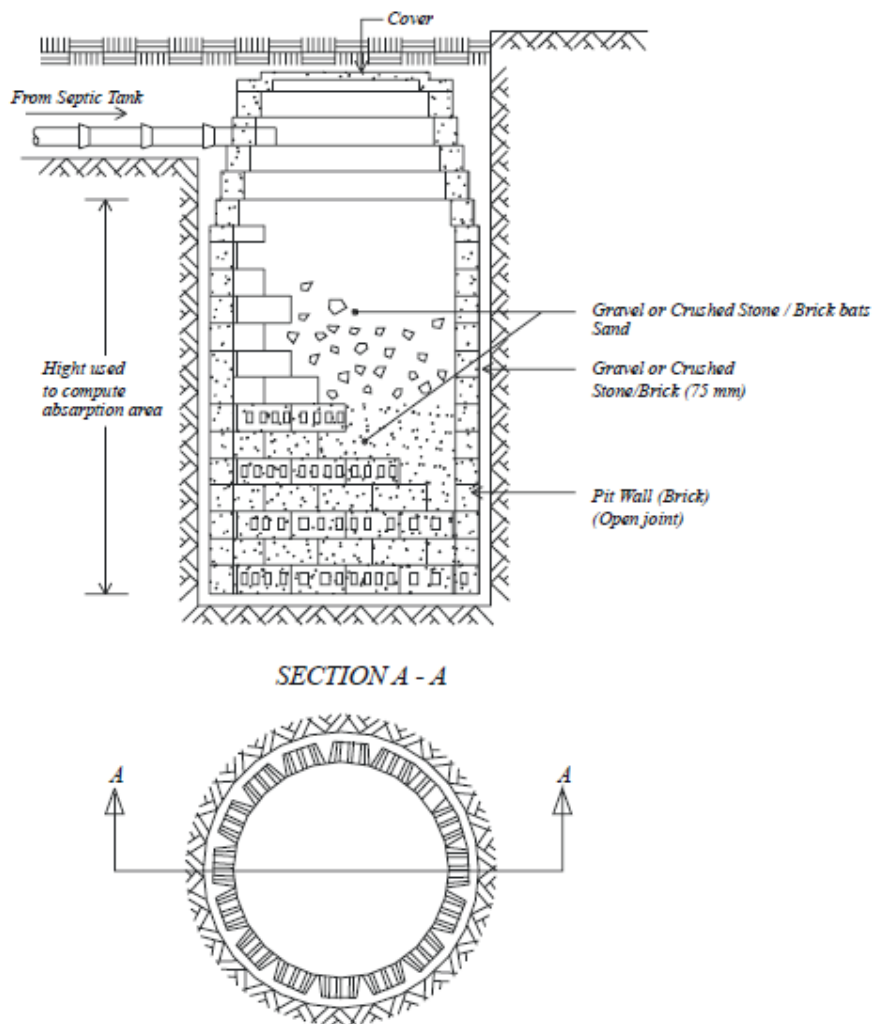 Cover
From Septic Tank
Gravel or Crushed Stone / Brick bats
Sand
Gravel or Crushed
Stone/Brick (75 mm)
Hight used
to compute
absarption area
Pit Wall (Brick)
(Open joint)
SECTION A - A
A
A